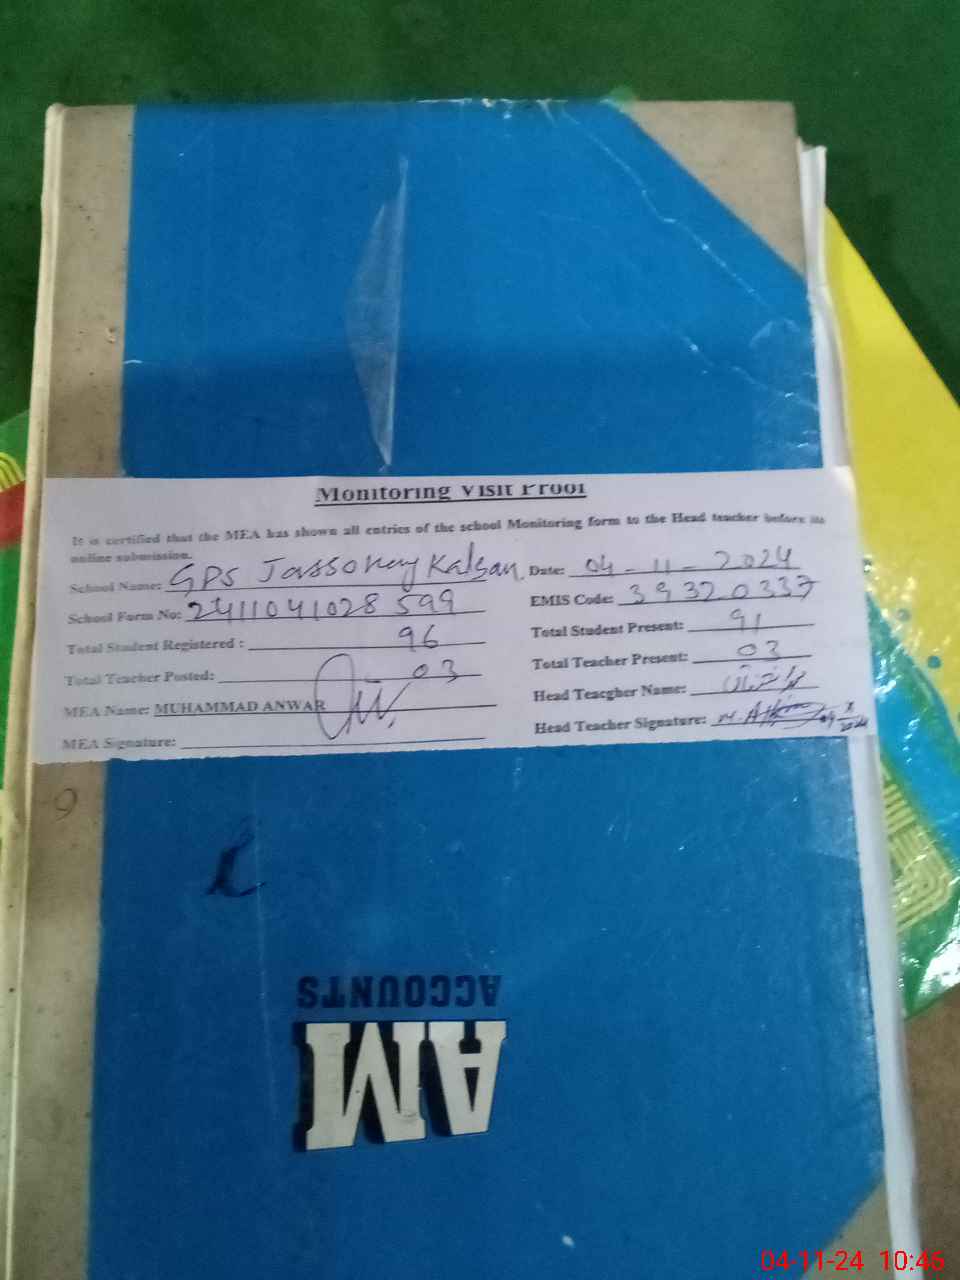 Monitoring Visit Proof
It is certified that the MEA has shown all entries of the school Monitoring form to the Head teacher before its
online submission.
School Name: GPS Jassokay Kalsan Date: 04-11-2024
School Form No: 2411041028599 EMIS Code: 39320337
Total Student Registered : 96 Total Student Present: 91
Total Teacher Posted: 03 Total Teacher Present: 03
MEA Name: MUHAMMAD ANWAR Head Teacgher Name:
MEA Signature: Head Teacher Signature:
ACCOUNTS
AM
04-11-24 10:46